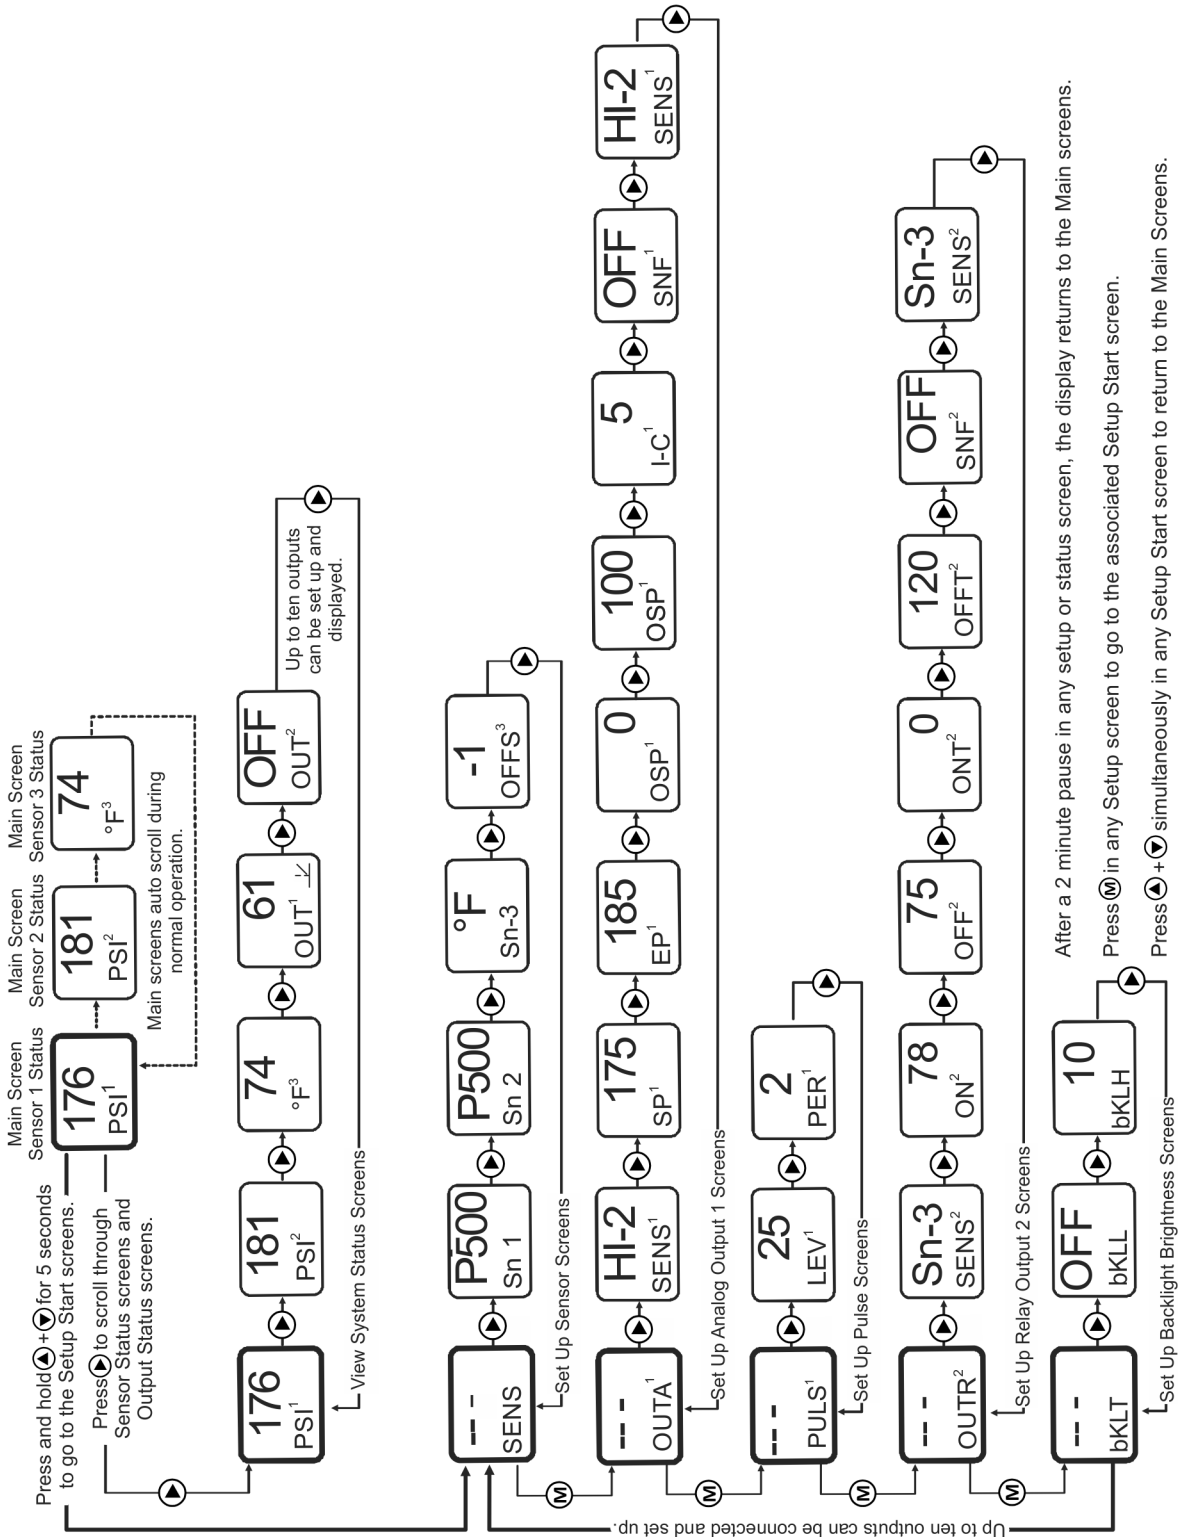 Main Screen
Sensor 1 Status
Main Screen
Sensor 2 Status
Main Screen
Sensor 3 Status
176
PSI¹
181
PSI²
74
°F³
Main screens auto scroll during
normal operation.
Press and hold ▲ + ▼ for 5 seconds
to go to the Setup Start screens.
Press ▲ to scroll through
Sensor Status screens and
Output Status screens.
176
PSI¹
181
PSI²
74
°F³
61
OUT¹
OFF
OUT²
Up to ten outputs
can be set up and
displayed.
View System Status Screens
---
SENS
P500
Sn 1
P500
Sn 2
°F
Sn-3
-1
OFFS³
Set Up Sensor Screens
M
---
OUTA¹
HI-2
SENS¹
175
SP¹
185
EP¹
0
OSP¹
100
OSP¹
5
I-C¹
OFF
SNF¹
HI-2
SENS¹
Set Up Analog Output 1 Screens
M
---
PULS¹
25
LEV¹
2
PER¹
Set Up Pulse Screens
M
---
OUTR²
Sn-3
SENS²
78
ON²
75
OFF²
0
ONT²
120
OFFT²
OFF
SNF²
Sn-3
SENS²
Set Up Relay Output 2 Screens
M
---
bKLT
OFF
bKLL
10
bKLH
Set Up Backlight Brightness Screens
Up to ten outputs can be connected and set up.
After a 2 minute pause in any setup or status screen, the display returns to the Main screens.
Press M in any Setup screen to go to the associated Setup Start screen.
Press ▲ + ▼ simultaneously in any Setup Start screen to return to the Main Screens.